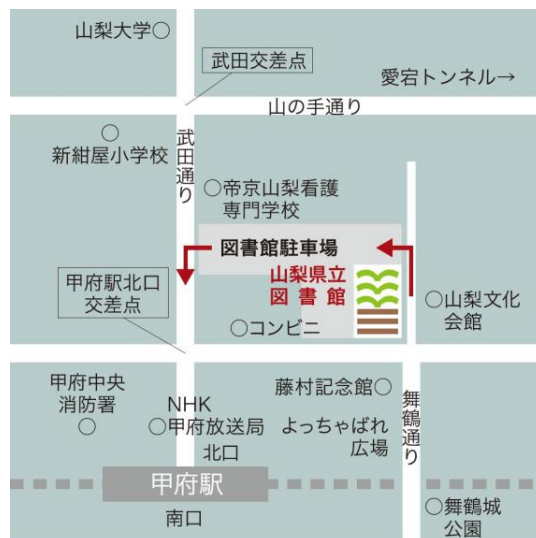 山梨大学
武田交差点
愛宕トンネル→
山の手通り
新紺屋小学校
武田通り
帝京山梨看護
専門学校
図書館駐車場
山梨県立
図書館
甲府駅北口
交差点
山梨文化
会館
コンビニ
甲府中央
消防署
NHK
甲府放送局
藤村記念館
よっちゃばれ
広場
舞鶴通り
北口
甲府駅
南口
舞鶴城
公園